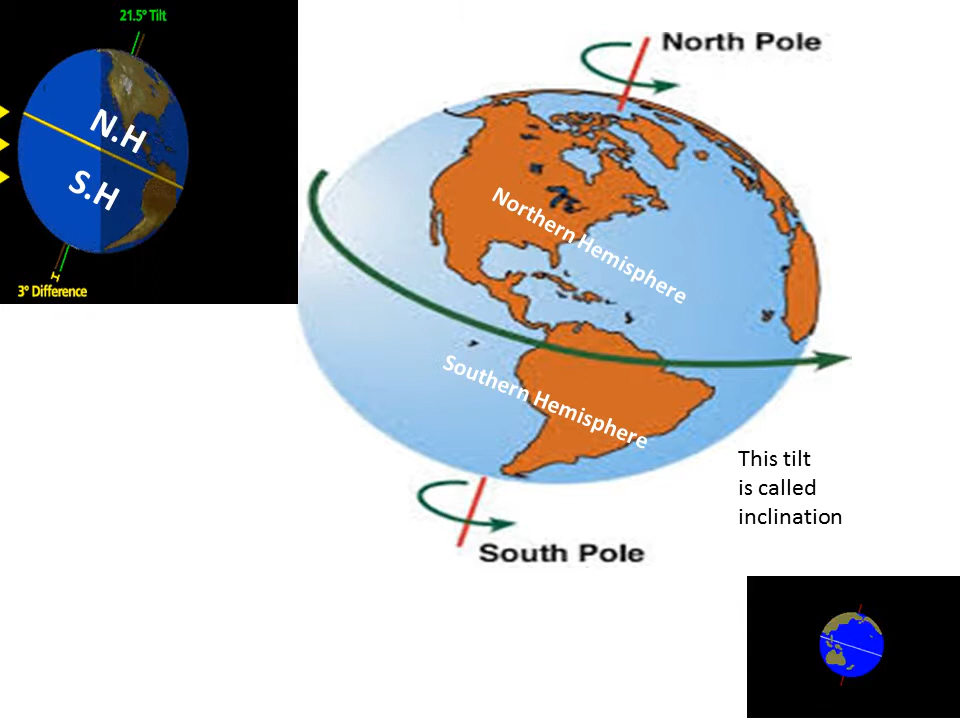 21.5° Tilt
N.H
S.H
3° Difference
North Pole
Northern Hemisphere
Southern Hemisphere
South Pole
This tilt
is called
inclination